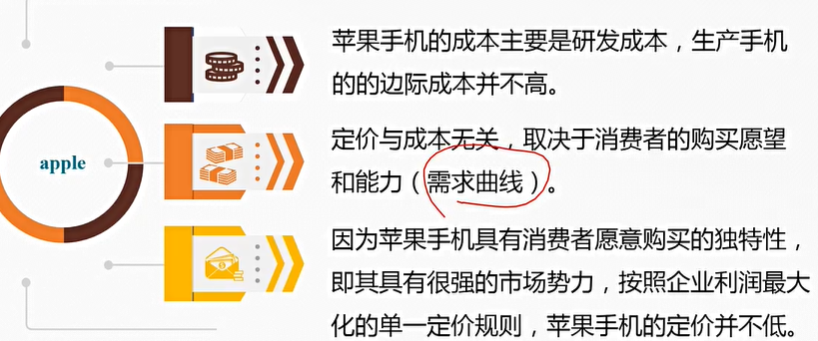 苹果手机的成本主要是研发成本，生产手机
的的边际成本并不高。
apple
定价与成本无关，取决于消费者的购买愿望
和能力（需求曲线）。
因为苹果手机具有消费者愿意购买的独特性，
即其具有很强的市场势力，按照企业利润最大
化的单一定价规则，苹果手机的定价并不低。